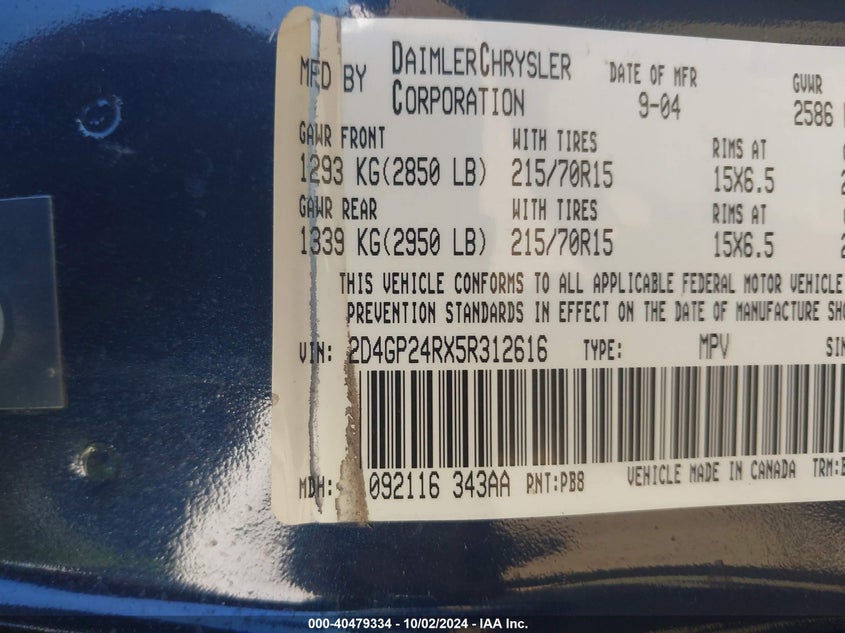 MFD BY DAIMLERCHRYSLER CORPORATION DATE OF MFR 9-04 GVWR 2586
GAWR FRONT WITH TIRES RIMS AT
1293 KG(2850 LB) 215/70R15 15X6.5
GAWR REAR WITH TIRES RIMS AT
1339 KG(2950 LB) 215/70R15 15X6.5
THIS VEHICLE CONFORMS TO ALL APPLICABLE FEDERAL MOTOR VEHICLE
PREVENTION STANDARDS IN EFFECT ON THE DATE OF MANUFACTURE
VIN: 2D4GP24RX5R312616 TYPE: MPV
MDH: 092116 343AA PNT:PB8 VEHICLE MADE IN CANADA TRM:
000-40479334 - 10/02/2024 - IAA Inc.